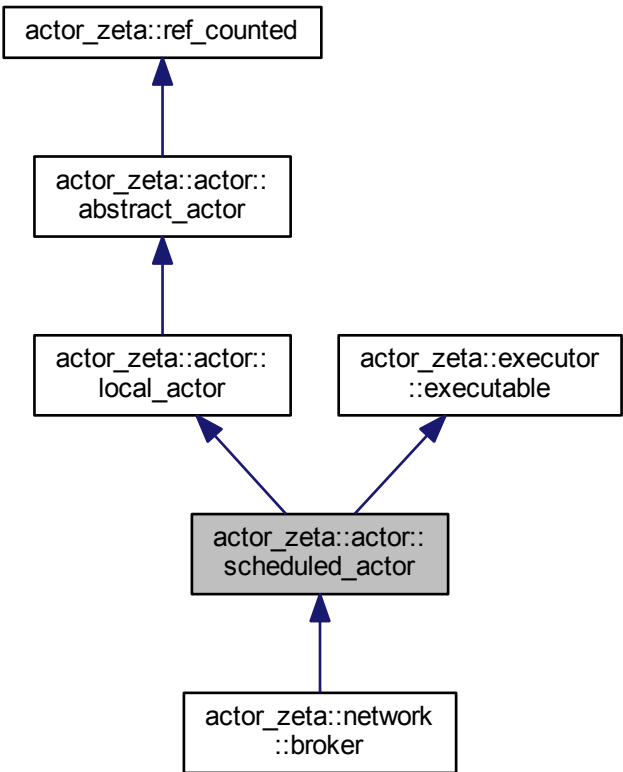 actor_zeta::ref_counted
actor_zeta::actor::
abstract_actor
actor_zeta::actor::
local_actor
actor_zeta::executor
::executable
actor_zeta::actor::
scheduled_actor
actor_zeta::network
::broker